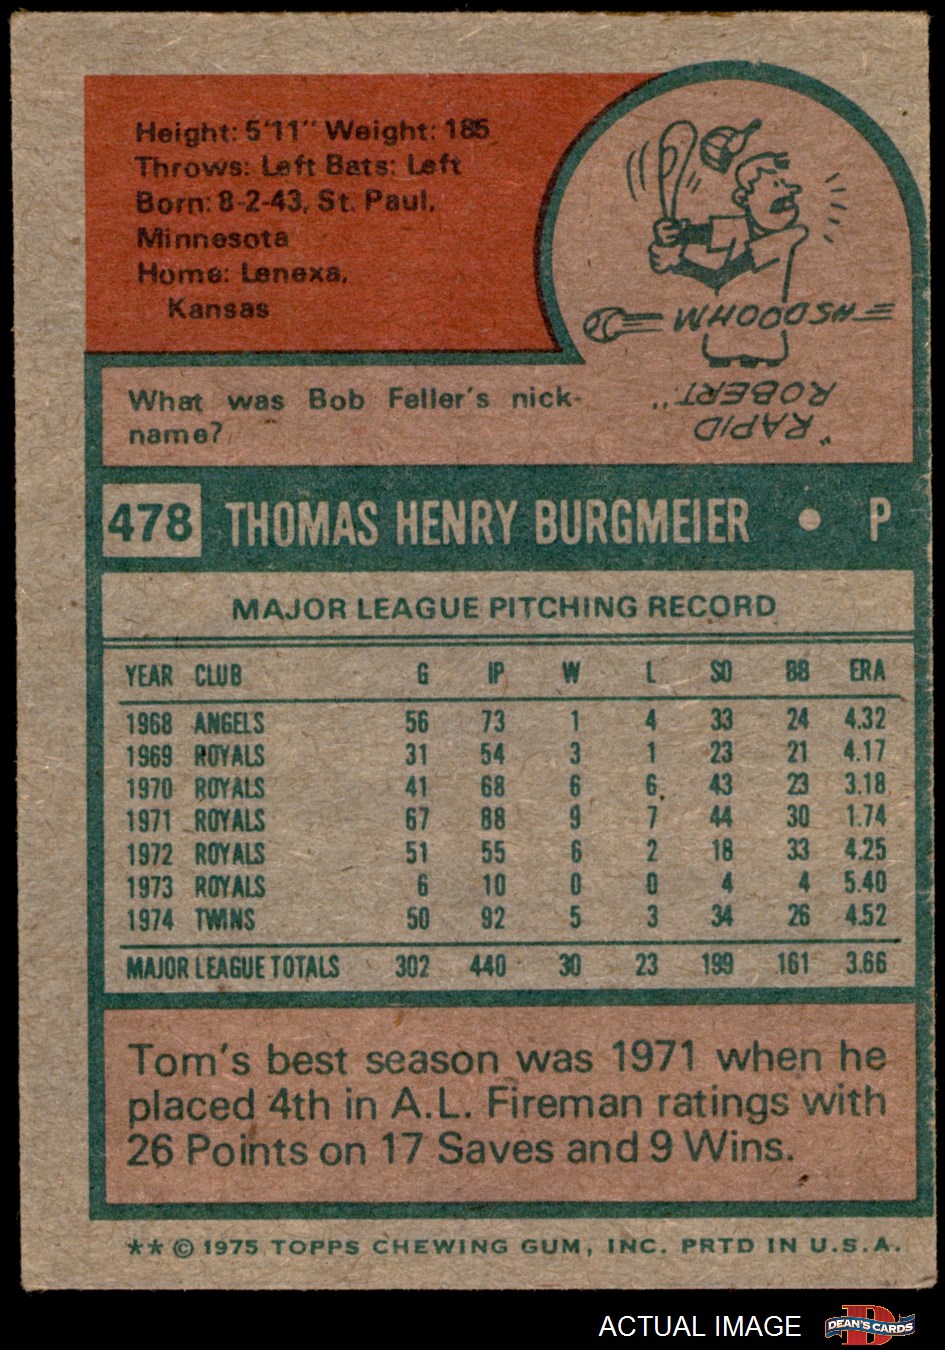 Height: 5'11" Weight: 185
Throws: Left Bats: Left
Born: 8-2-43, St. Paul,
Minnesota
Home: Lenexa,
Kansas
WHOOOSH
What was Bob Feller's nick-
name?
"RAPID
ROBERT."
478 THOMAS HENRY BURGMEIER • P
MAJOR LEAGUE PITCHING RECORD
YEAR CLUB G IP W L SO BB ERA
1968 ANGELS 56 73 1 4 33 24 4.32
1969 ROYALS 31 54 3 1 23 21 4.17
1970 ROYALS 41 68 6 6 43 23 3.18
1971 ROYALS 67 88 9 7 44 30 1.74
1972 ROYALS 51 55 6 2 18 33 4.25
1973 ROYALS 6 10 0 0 4 4 5.40
1974 TWINS 50 92 5 3 34 26 4.52
MAJOR LEAGUE TOTALS 302 440 30 23 199 161 3.66
Tom's best season was 1971 when he
placed 4th in A.L. Fireman ratings with
26 Points on 17 Saves and 9 Wins.
** © 1975 TOPPS CHEWING GUM, INC. PRTD IN U.S.A.
ACTUAL IMAGE
DEAN'S CARDS